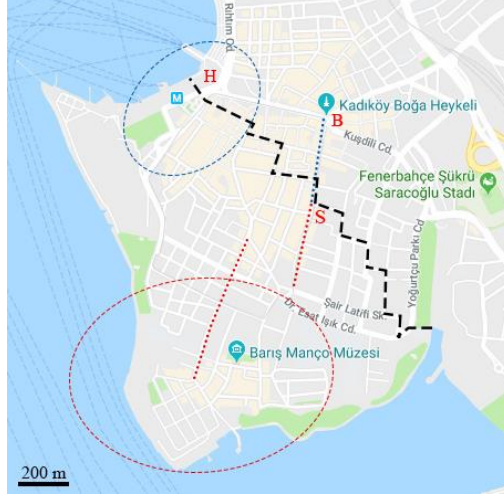 Rıhtım Cd.
H
M
Kadıköy Boğa Heykeli
B
Kuşdili Cd.
Fenerbahçe Şükrü
Saracoğlu Stadı
S
Yoğurtçu Parkı Cd
Şair Latifi Sk.
Dr. Esat Işık Cd.
Barış Manço Müzesi
200 m